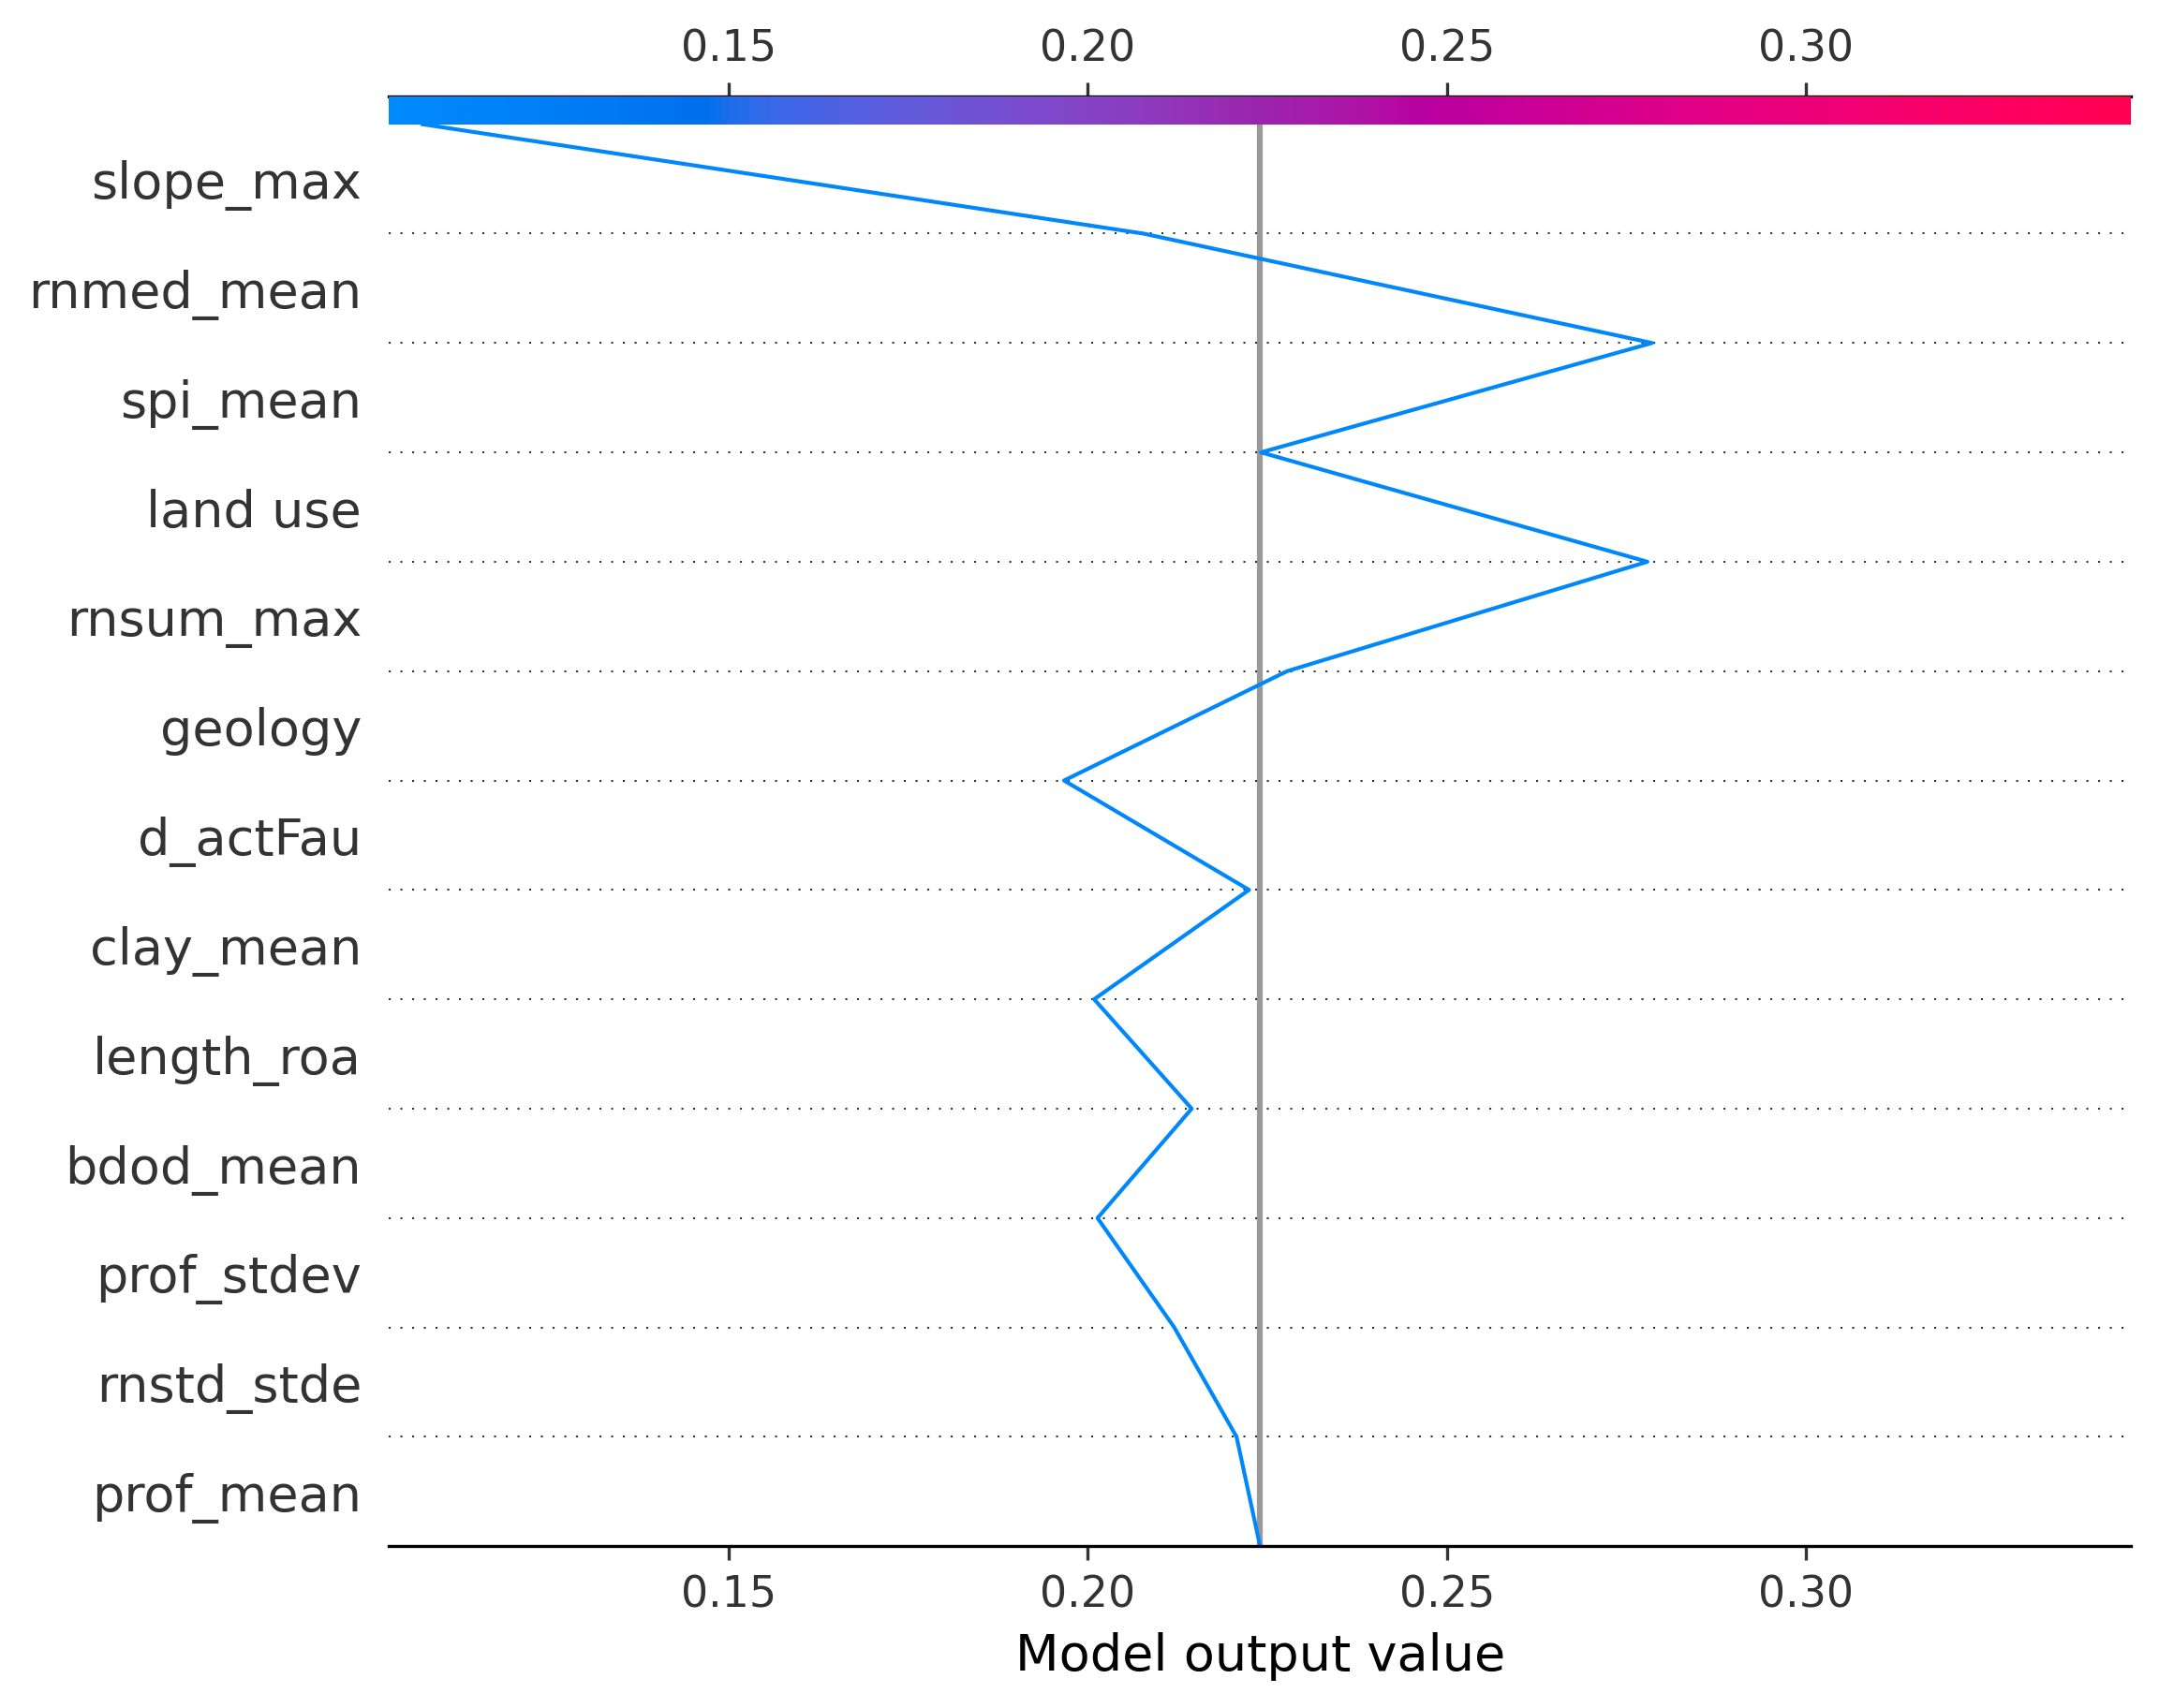 0.15 0.20 0.25 0.30
slope_max
rnmed_mean
spi_mean
land use
rnsum_max
geology
d_actFau
clay_mean
length_roa
bdod_mean
prof_stdev
rnstd_stde
prof_mean
0.15 0.20 0.25 0.30
Model output value